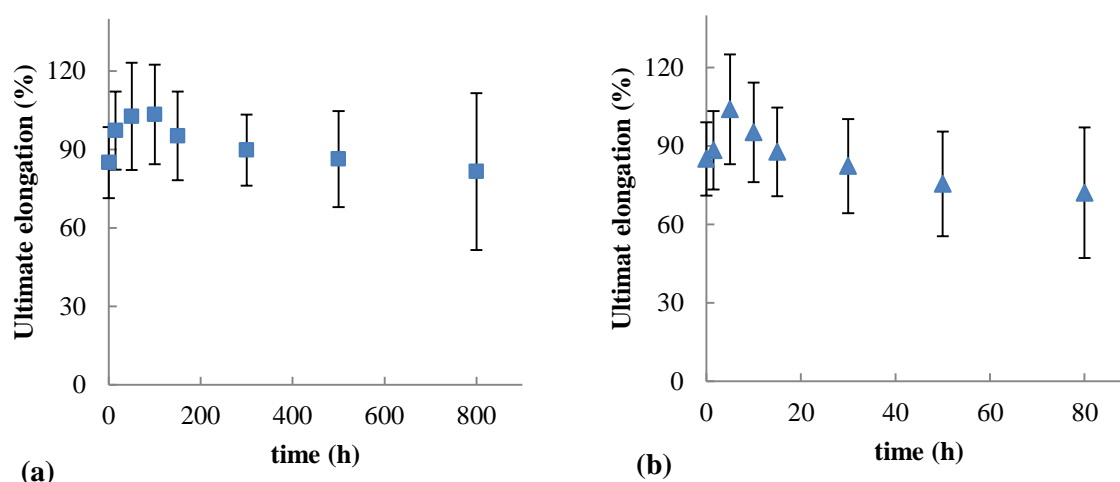 Ultimate elongation (%)
120
90
60
30
0
0 200 400 600 800
time (h)
(a)
Ultimat elongation (%)
120
90
60
30
0
0 20 40 60 80
time (h)
(b)